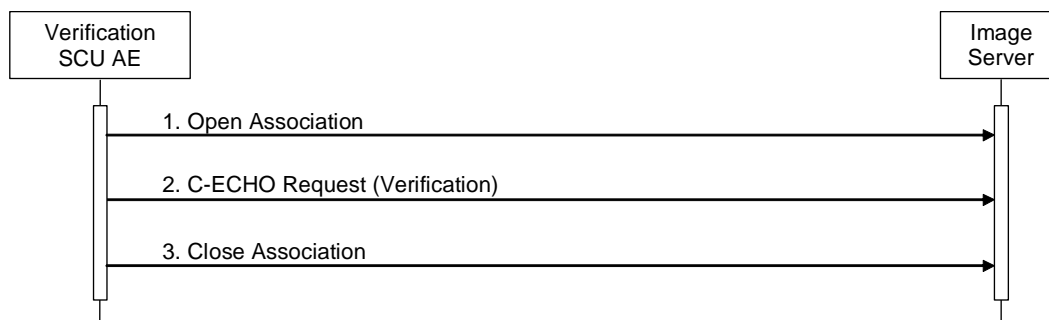 Verification
SCU AE
Image
Server
1. Open Association
2. C-ECHO Request (Verification)
3. Close Association